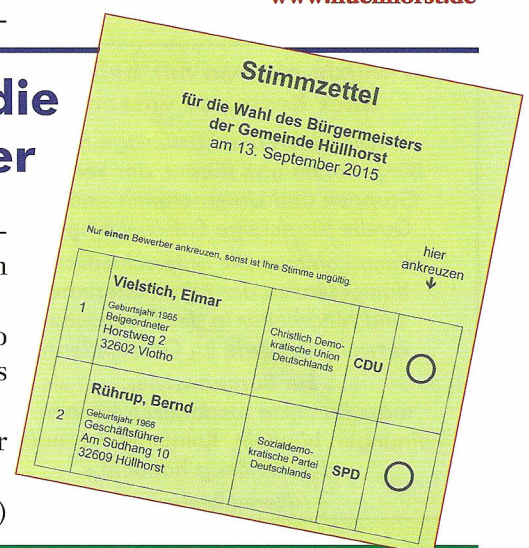 www.huellhorst.de
die
er
n
o
s
r
)
Stimmzettel
für die Wahl des Bürgermeisters
der Gemeinde Hüllhorst
am 13. September 2015
Nur einen Bewerber ankreuzen, sonst ist Ihre Stimme ungültig.
hier
ankreuzen
1
Vielstich, Elmar
Geburtsjahr 1965
Beigeordneter
Horstweg 2
32602 Vlotho
Christlich Demo-
kratische Union
Deutschlands
CDU
2
Rührup, Bernd
Geburtsjahr 1966
Geschäftsführer
Am Südhang 10
32609 Hüllhorst
Sozialdemo-
kratische Partei
Deutschlands
SPD